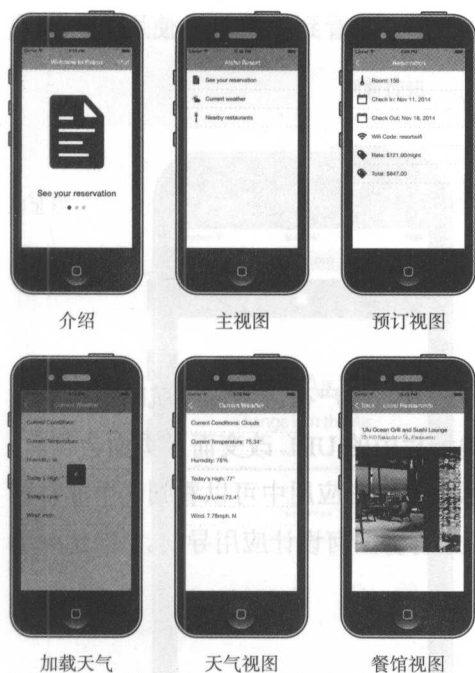 Welcome to
See your reservation
介绍
Aloha Resort
See your reservation
Current weather
Nearby restaurants
主视图
Reservation
Room: 156
Check In: Nov 11, 2014
Check Out: Nov 18, 2014
Wifi Code: resortwifi
Rate: $121.00/night
Total: $847.00
预订视图
Current Weather
Current Conditions:
Current Temperature:
Humidity:
Today's High:
Today's Low:
Wind:
加载天气
Current Weather
Current Conditions: Clouds
Current Temperature: 75.34°
Humidity: 78%
Today's High: 77°
Today's Low: 73.4°
Wind: 7.78mph, N
天气视图
Back Local Restaurants
'Ulu Ocean Grill and Sushi Lounge
餐馆视图